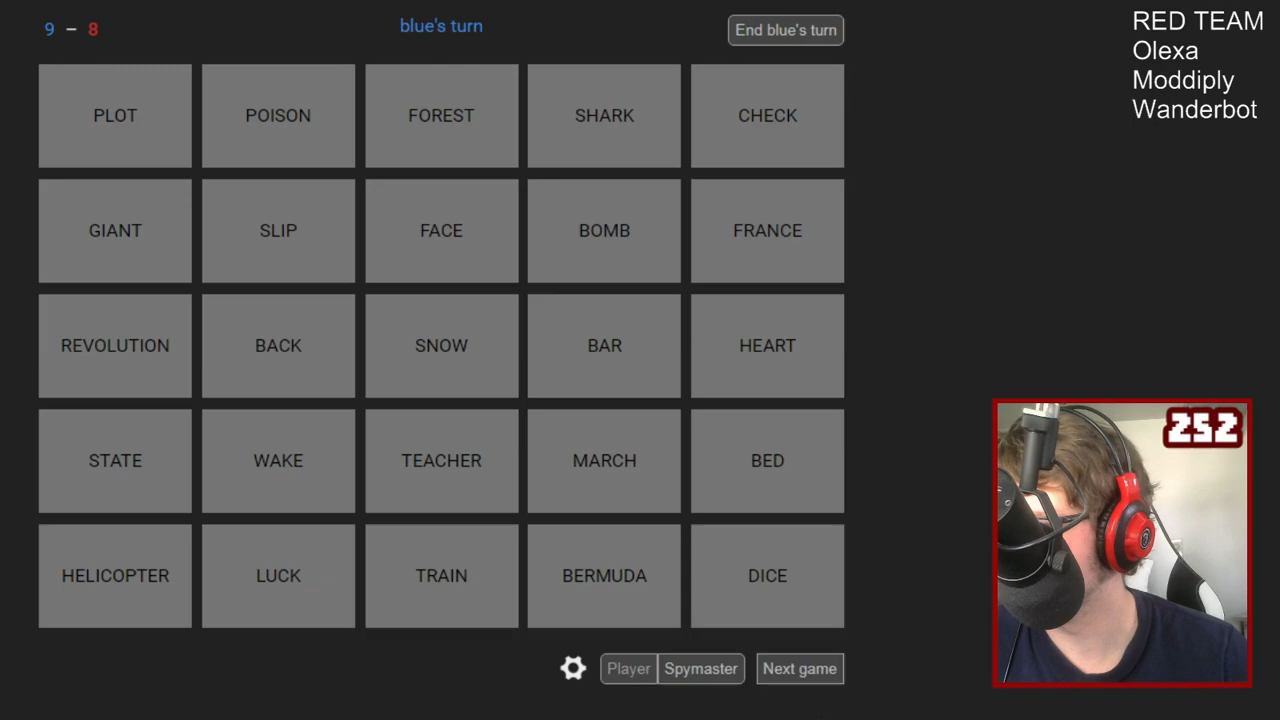 9 – 8
blue's turn
End blue's turn
RED TEAM
Olexa
Moddiply
Wanderbot
PLOT
POISON
FOREST
SHARK
CHECK
GIANT
SLIP
FACE
BOMB
FRANCE
REVOLUTION
BACK
SNOW
BAR
HEART
STATE
WAKE
TEACHER
MARCH
BED
HELICOPTER
LUCK
TRAIN
BERMUDA
DICE
Player
Spymaster
Next game
252